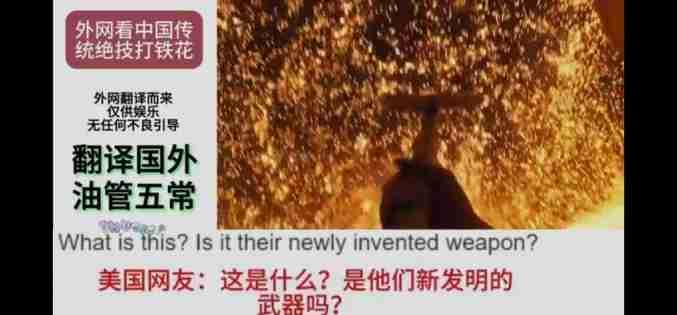 外网看中国传
统绝技打铁花
外网翻译而来
仅供娱乐
无任何不良引导
翻译国外
油管五常
What is this? Is it their newly invented weapon?
美国网友：这是什么？是他们新发明的
武器吗？